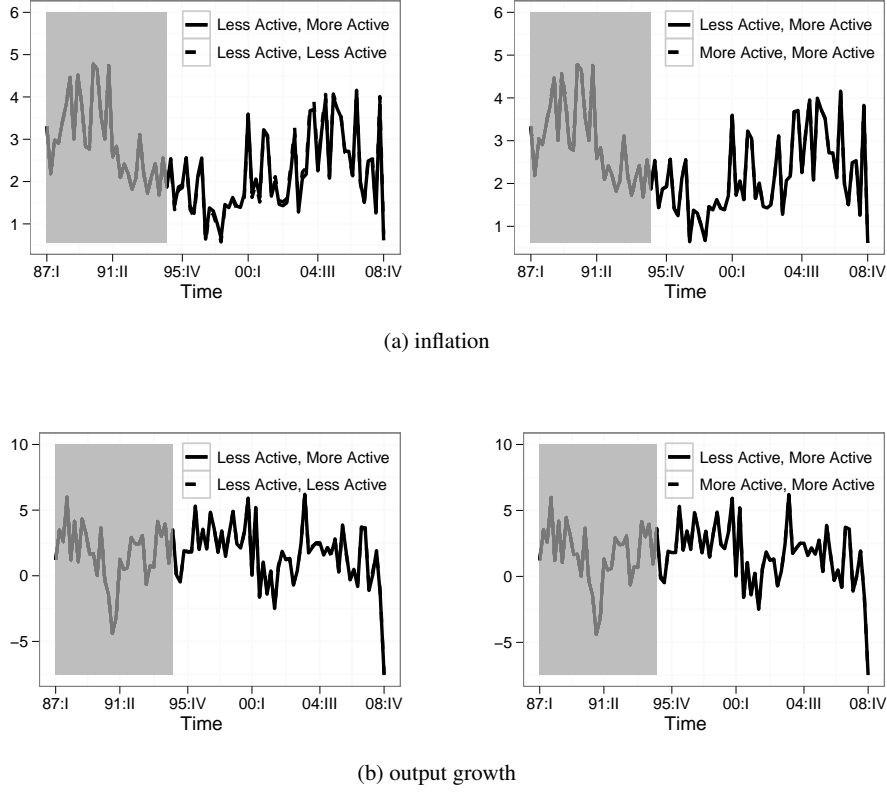 6
5
4
3
2
1
Less Active, More Active
Less Active, Less Active
87:I 91:II 95:IV 00:I 04:III 08:IV
Time
6
5
4
3
2
1
Less Active, More Active
More Active, More Active
87:I 91:II 95:IV 00:I 04:III 08:IV
Time
(a) inflation
10
5
0
−5
Less Active, More Active
Less Active, Less Active
87:I 91:II 95:IV 00:I 04:III 08:IV
Time
10
5
0
−5
Less Active, More Active
More Active, More Active
87:I 91:II 95:IV 00:I 04:III 08:IV
Time
(b) output growth